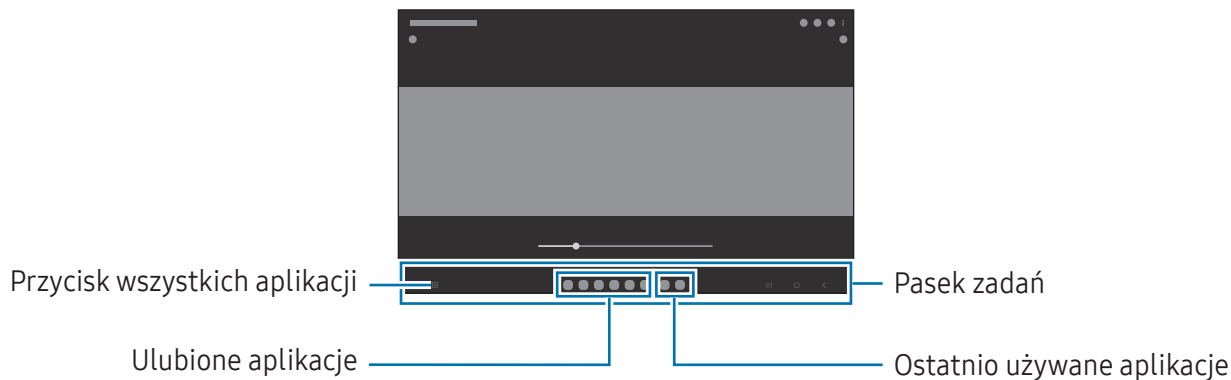 Przycisk wszystkich aplikacji
Pasek zadań
Ulubione aplikacje
Ostatnio używane aplikacje